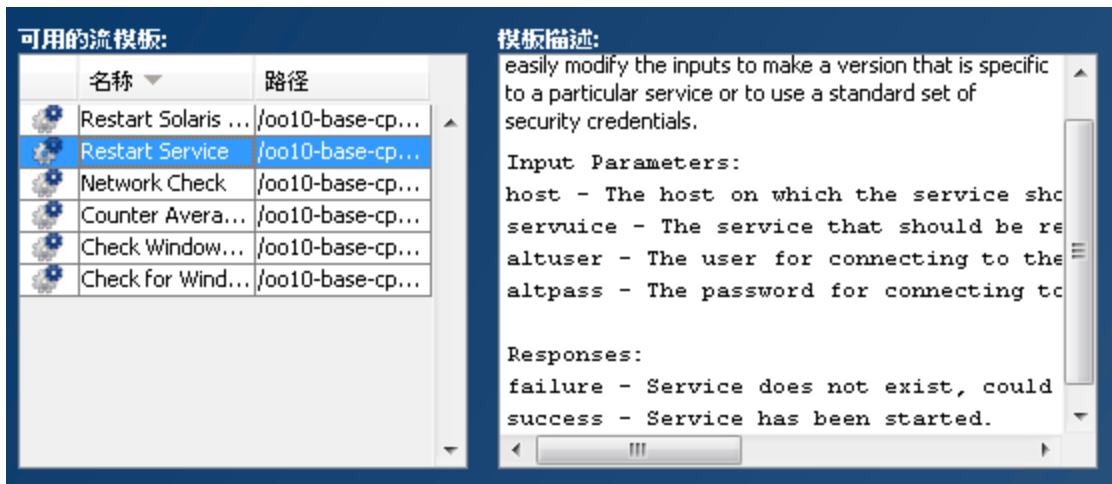 可用的流模板:
名称 路径
Restart Solaris ... /oo10-base-cp...
Restart Service /oo10-base-cp...
Network Check /oo10-base-cp...
Counter Avera... /oo10-base-cp...
Check Window... /oo10-base-cp...
Check for Wind... /oo10-base-cp...
模板描述:
easily modify the inputs to make a version that is specific
to a particular service or to use a standard set of
security credentials.
Input Parameters:
host - The host on which the service sho
servuice - The service that should be re
altuser - The user for connecting to the
altpass - The password for connecting to
Responses:
failure - Service does not exist, could
success - Service has been started.